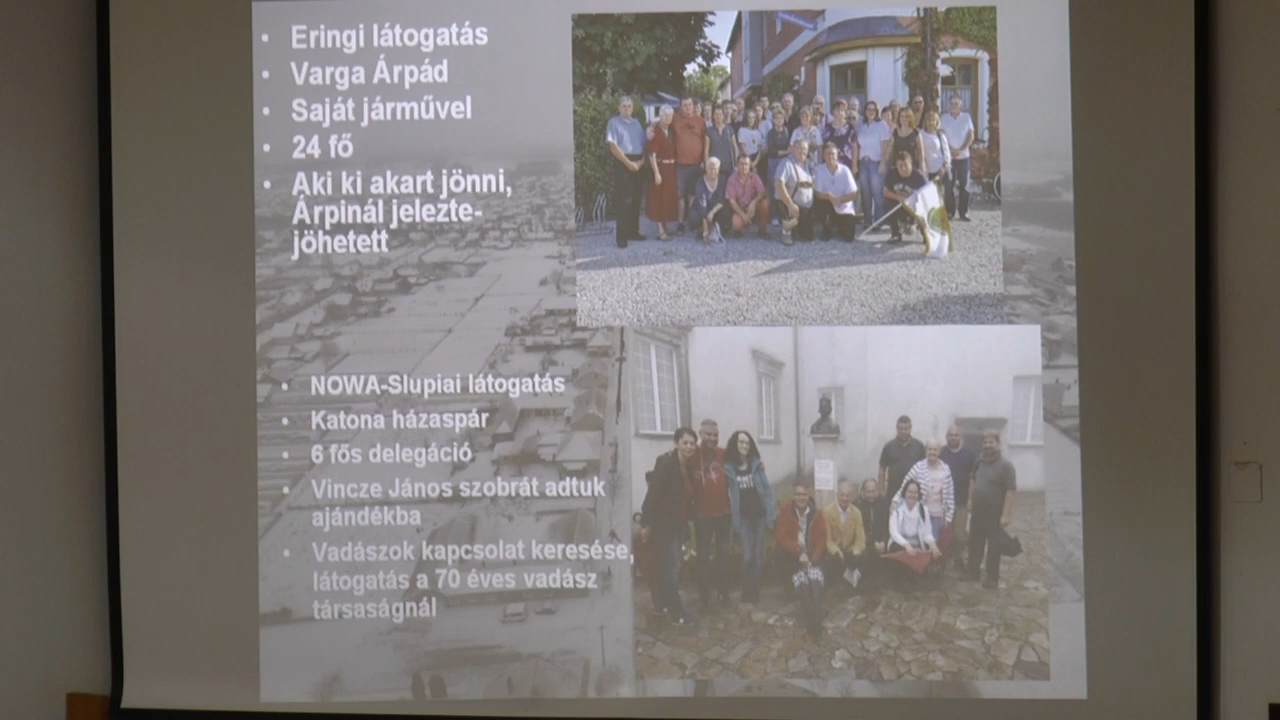 • Eringi látogatás
• Varga Árpád
• Saját járművel
• 24 fő
• Aki ki akart jönni,
Árpinál jelezte-
jöhetett
• NOWA-Slupiai látogatás
• Katona házaspár
• 6 fős delegáció
• Vincze János szobrát adtuk
ajándékba
• Vadászok kapcsolat keresése,
látogatás a 70 éves vadász
társaságnál